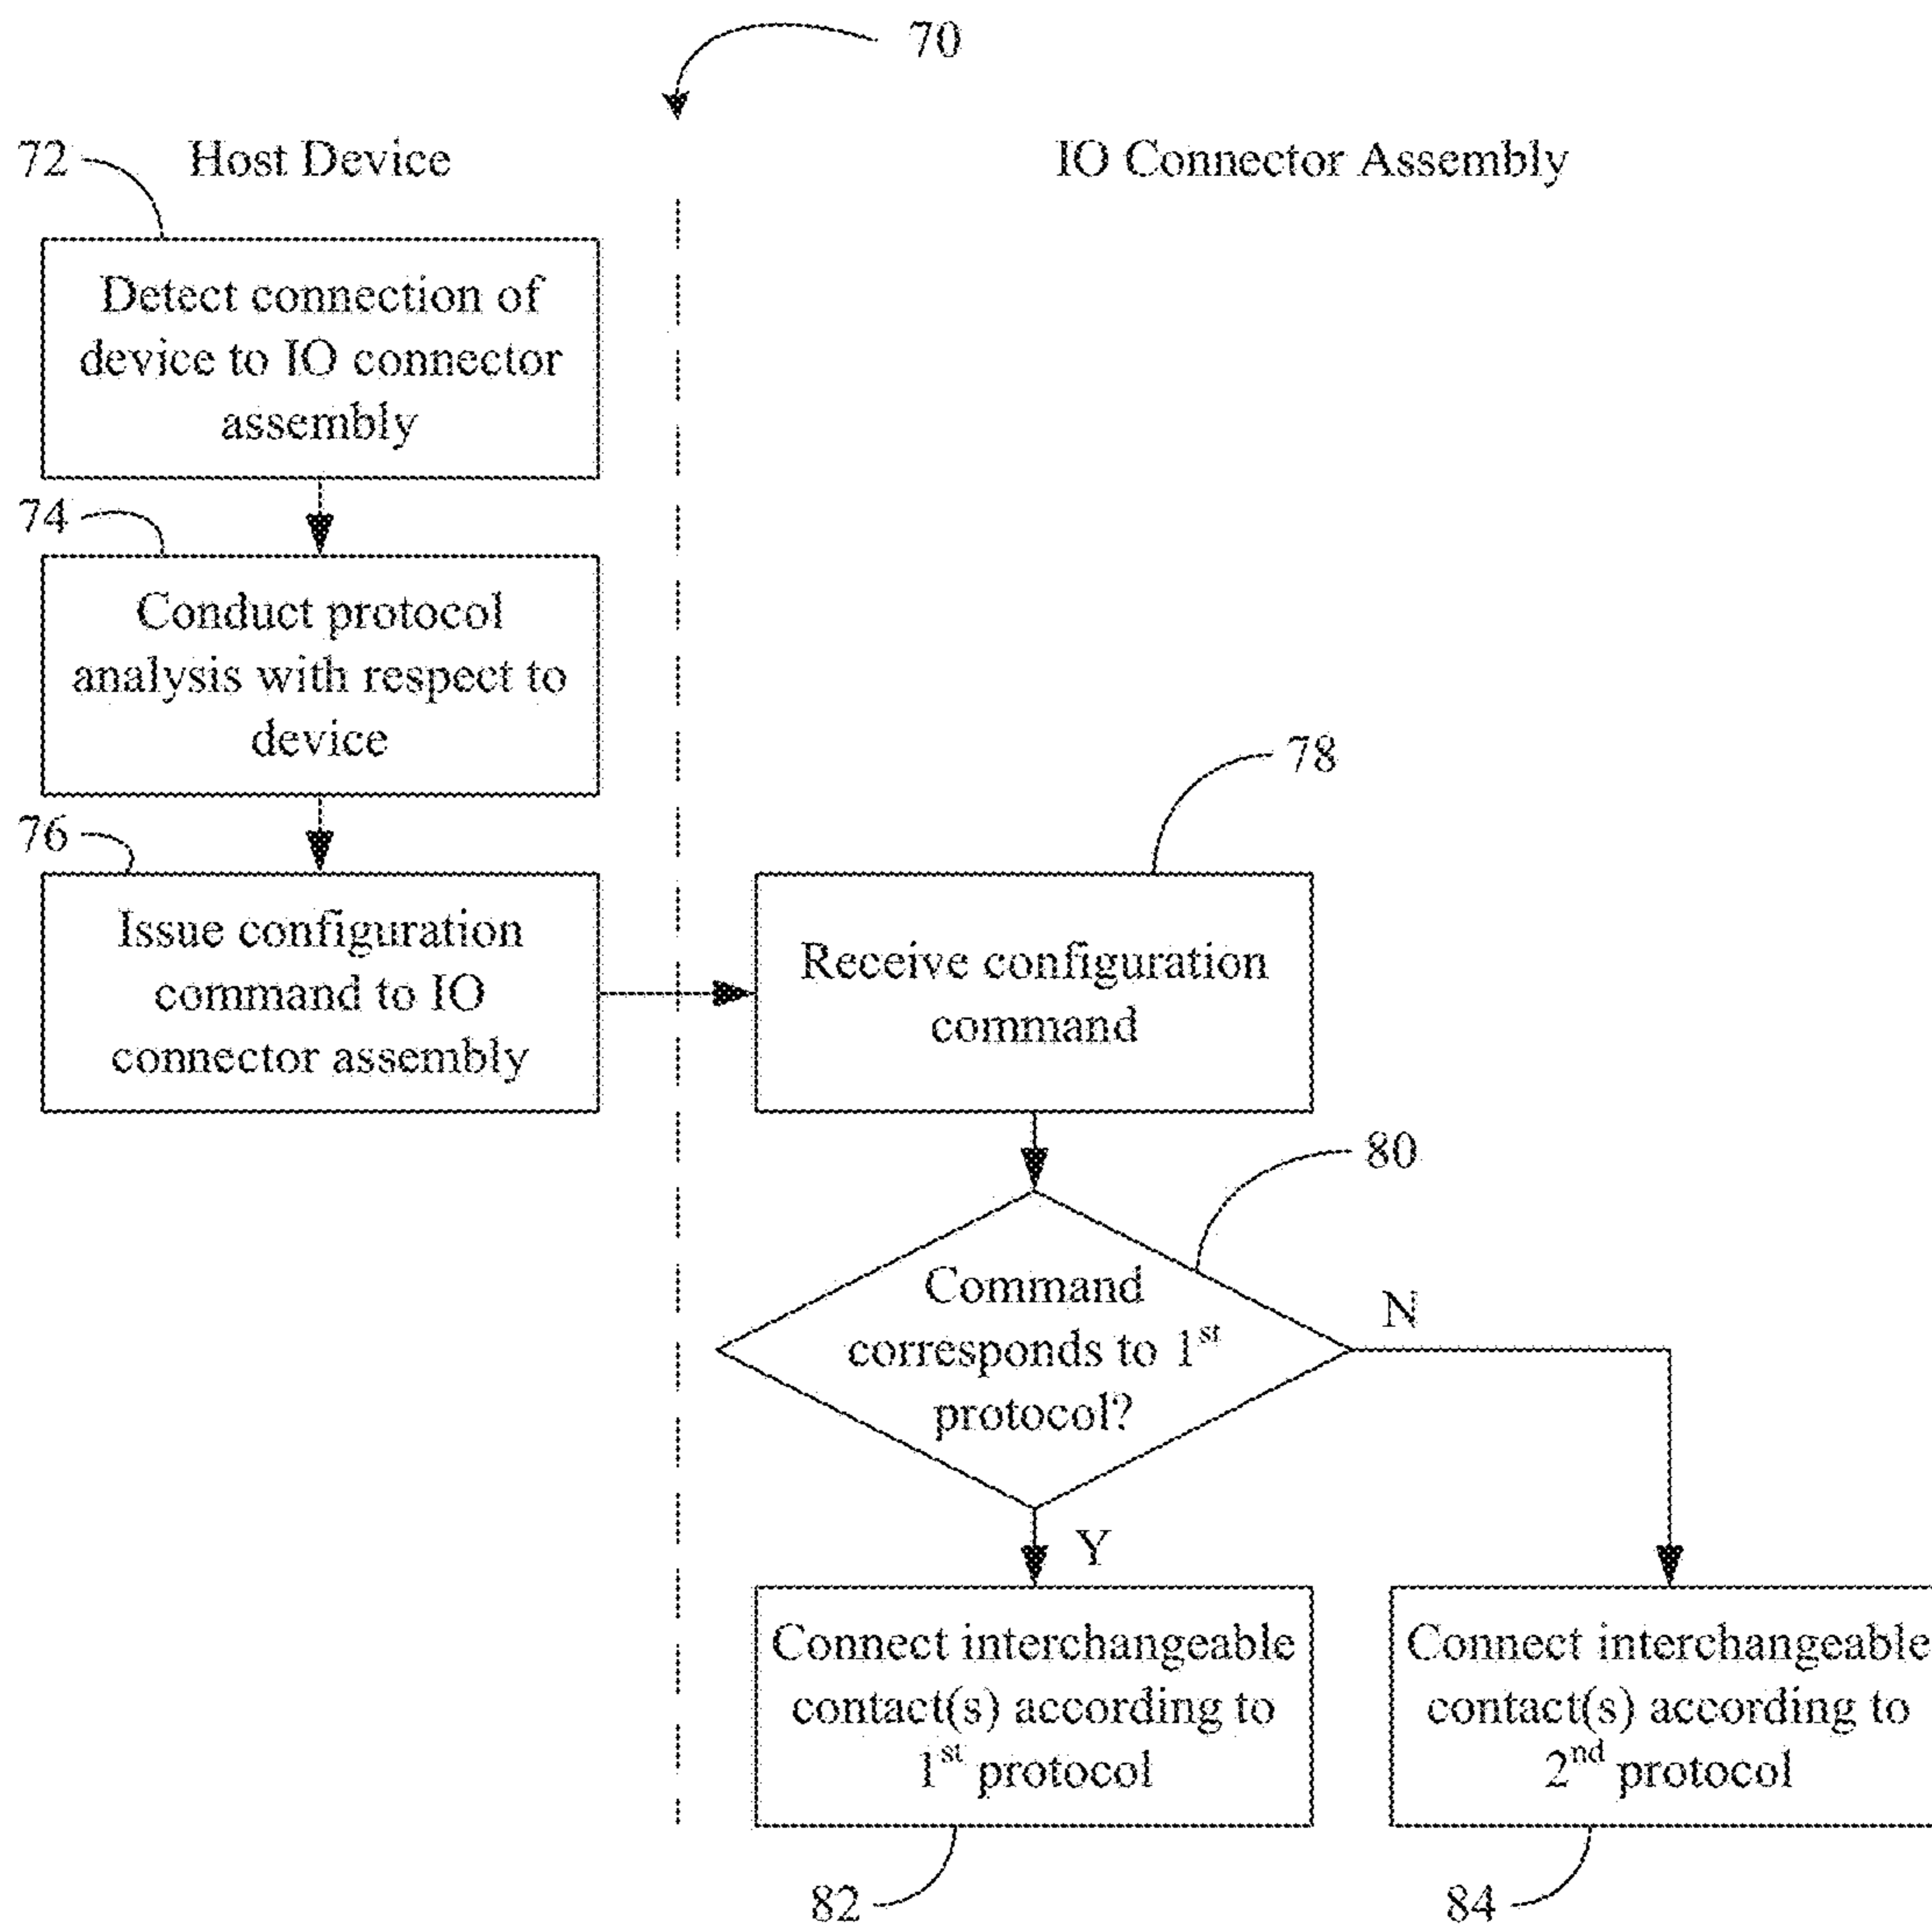 70
72
Host Device
IO Connector Assembly
Detect connection of
device to IO connector
assembly
74
Conduct protocol
analysis with respect to
device
76
Issue configuration
command to IO
connector assembly
78
Receive configuration
command
80
Command
corresponds to 1st
protocol?
N
Y
Connect interchangeable
contact(s) according to
1st protocol
82
Connect interchangeable
contact(s) according to
2nd protocol
84